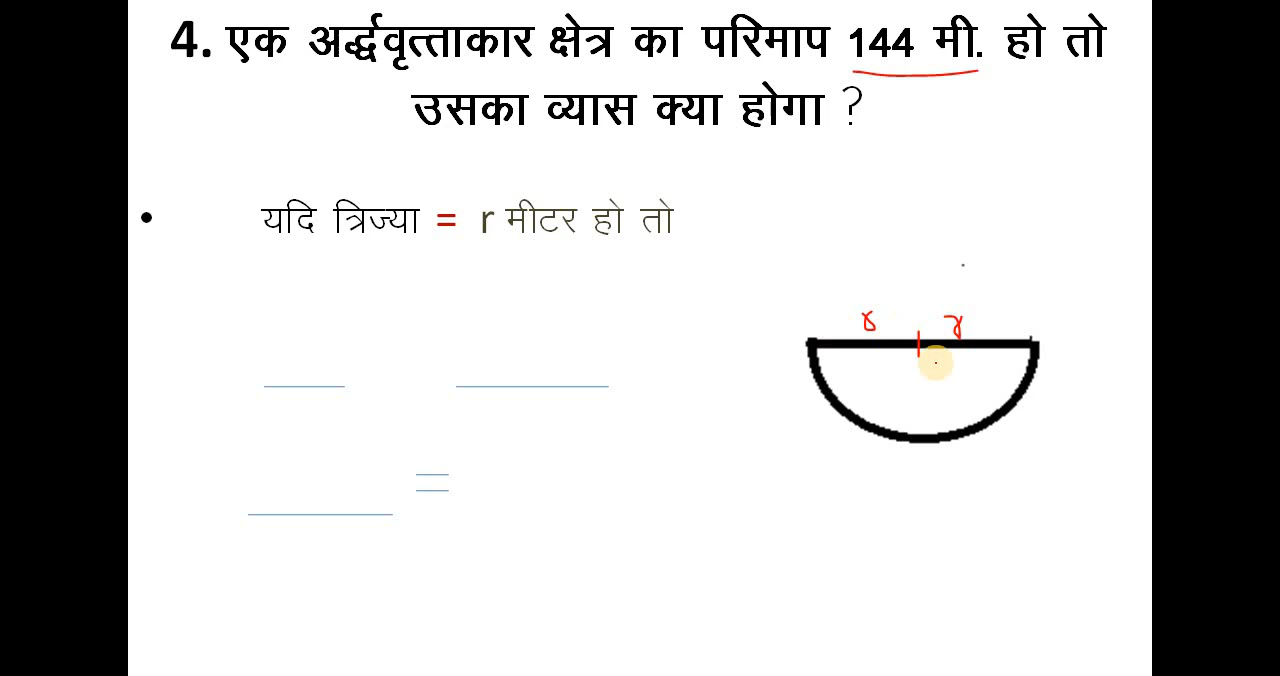 4. एक अर्द्धवृत्ताकार क्षेत्र का परिमाप 144 मी. हो तो
उसका व्यास क्या होगा ?
• यदि त्रिज्या = r मीटर हो तो
r r